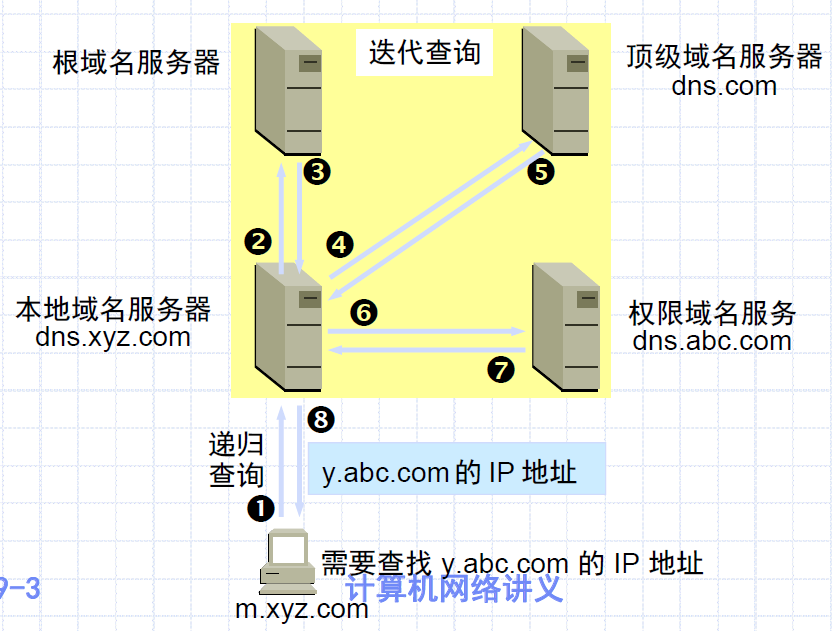 根域名服务器
迭代查询
顶级域名服务器
dns.com
❸
❺
❷
❹
本地域名服务器
dns.xyz.com
❻
权限域名服务
dns.abc.com
❼
❽
递归
查询
y.abc.com 的 IP 地址
❶
需要查找 y.abc.com 的 IP 地址
9-3
计算机网络讲义
m.xyz.com